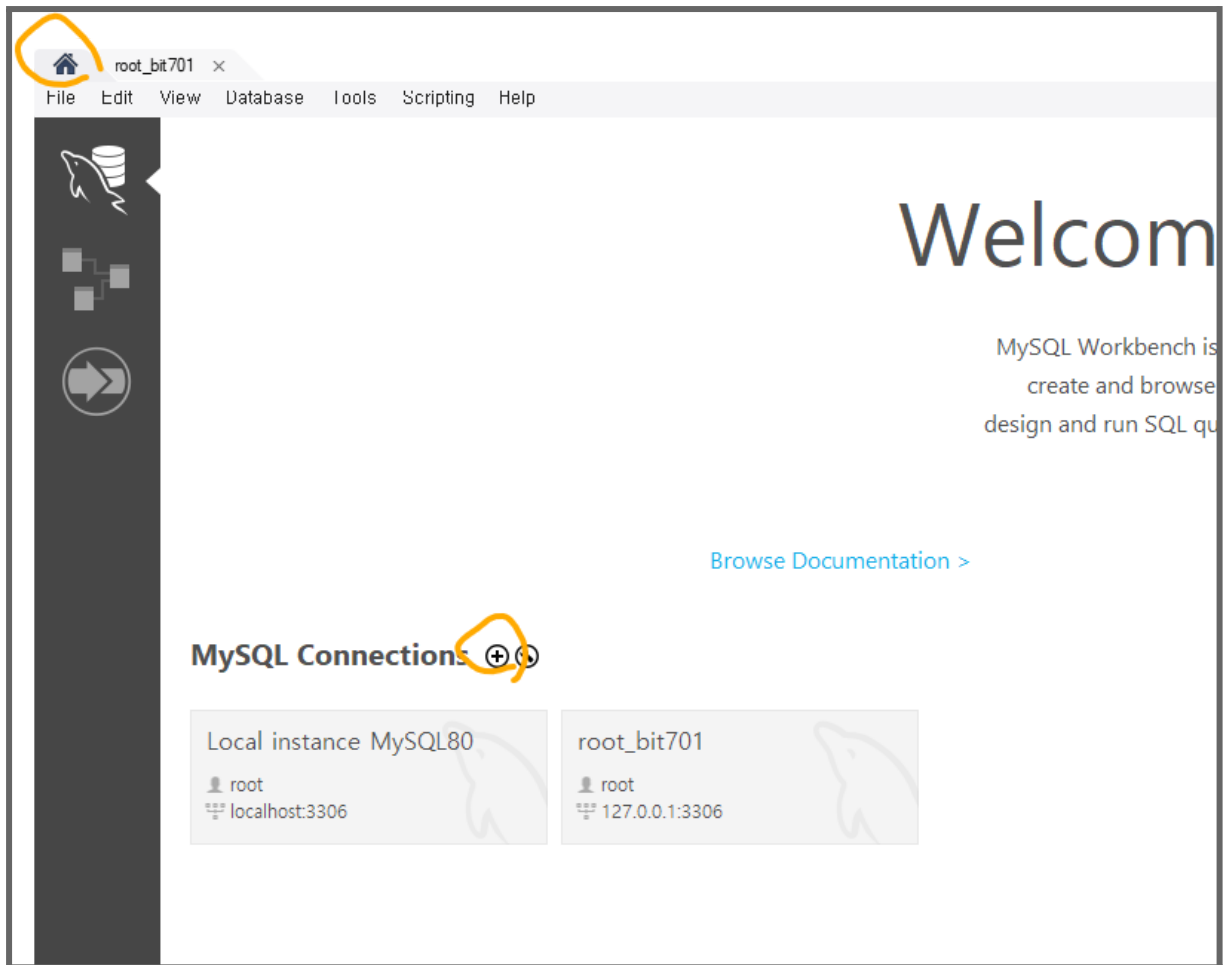 root_bit701 ×
File Edit View Database Tools Scripting Help
Welcom
MySQL Workbench is
create and browse
design and run SQL qu
Browse Documentation >
MySQL Connections
Local instance MySQL80
root
localhost:3306
root_bit701
root
127.0.0.1:3306